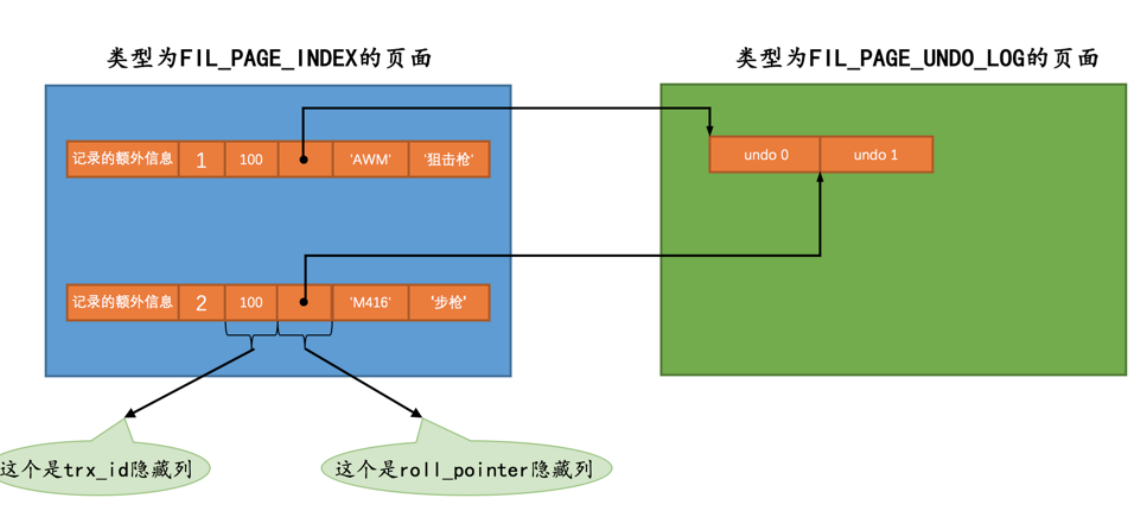 类型为FIL_PAGE_INDEX的页面
类型为FIL_PAGE_UNDO_LOG的页面
记录的额外信息 1 100 'AWM' '狙击枪'
undo 0 undo 1
记录的额外信息 2 100 'M416' '步枪'
这个是trx_id隐藏列
这个是roll_pointer隐藏列